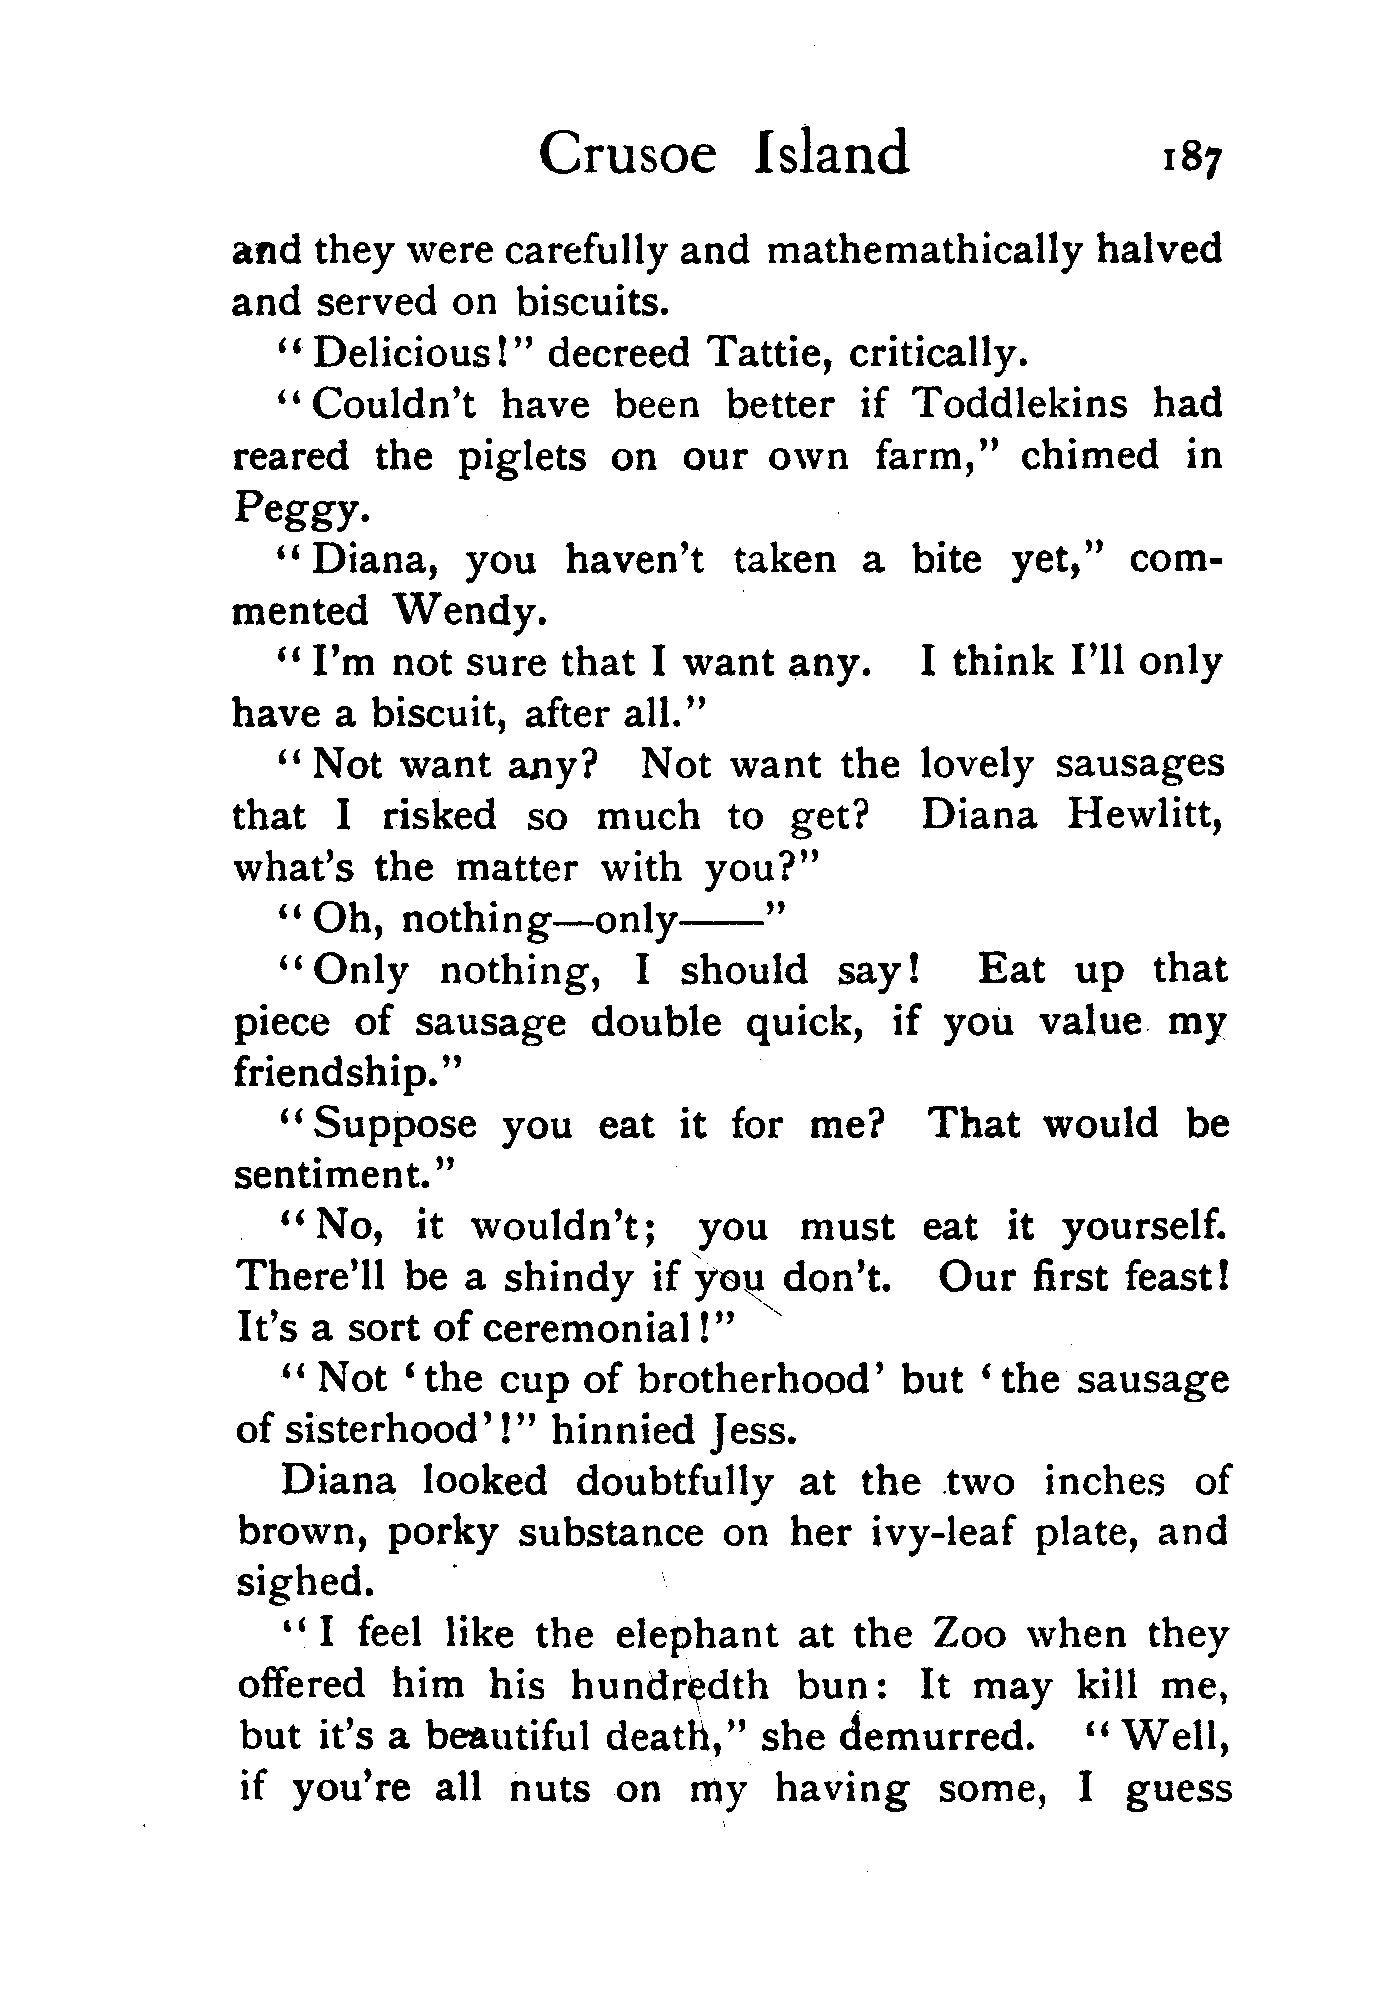 Crusoe Island 187
and they were carefully and mathemathically halved
and served on biscuits.
“Delicious!” decreed Tattie, critically.
“Couldn’t have been better if Toddlekins had
reared the piglets on our own farm,” chimed in
Peggy.
“Diana, you haven’t taken a bite yet,” com-
mented Wendy.
“I’m not sure that I want any. I think I’ll only
have a biscuit, after all.”
“Not want any? Not want the lovely sausages
that I risked so much to get? Diana Hewlitt,
what’s the matter with you?”
“Oh, nothing—only——”
“Only nothing, I should say! Eat up that
piece of sausage double quick, if you value my
friendship.”
“Suppose you eat it for me? That would be
sentiment.”
“No, it wouldn’t; you must eat it yourself.
There’ll be a shindy if you don’t. Our first feast!
It’s a sort of ceremonial!”
“Not ‘the cup of brotherhood’ but ‘the sausage
of sisterhood’!” hinnied Jess.
Diana looked doubtfully at the two inches of
brown, porky substance on her ivy-leaf plate, and
sighed.
“I feel like the elephant at the Zoo when they
offered him his hundredth bun: It may kill me,
but it’s a beautiful death,” she demurred. “Well,
if you’re all nuts on my having some, I guess